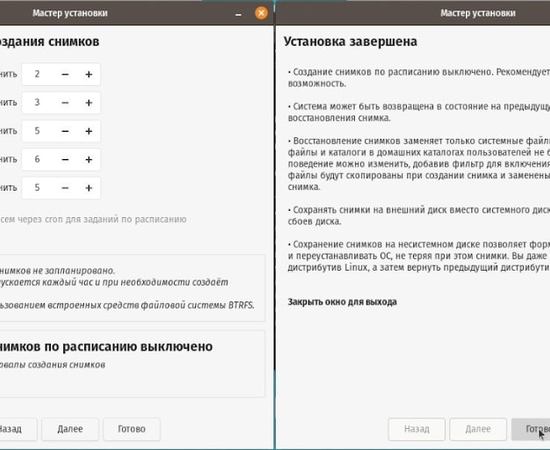 Мастер установки
оздания снимков
нить 2 − +
нить 3 − +
нить 5 − +
нить 6 − +
нить 5 − +
сем через cron для заданий по расписанию
нимков не запланировано.
ускается каждый час и при необходимости создаёт
льзованием встроенных средств файловой системы BTRFS.
нимков по расписанию выключено
рвалы создания снимков
Назад Далее Готово
Мастер установки
Установка завершена
• Создание снимков по расписанию выключено. Рекомендует
возможность.
• Система может быть возвращена в состояние на предыдущу
восстановления снимка.
• Восстановление снимков заменяет только системные файл
файлы и каталоги в домашних каталогах пользователей не б
поведение можно изменить, добавив фильтр для включения
файлы будут скопированы при создании снимка и заменены
снимка.
• Сохранять снимки на внешний диск вместо системного диск
сбоев диска.
• Сохранение снимков на несистемном диске позволяет форм
и переустанавливать ОС, не теряя при этом снимки. Вы даже
дистрибутив Linux, а затем вернуть предыдущий дистрибути
Закрыть окно для выхода
Назад Далее Готово